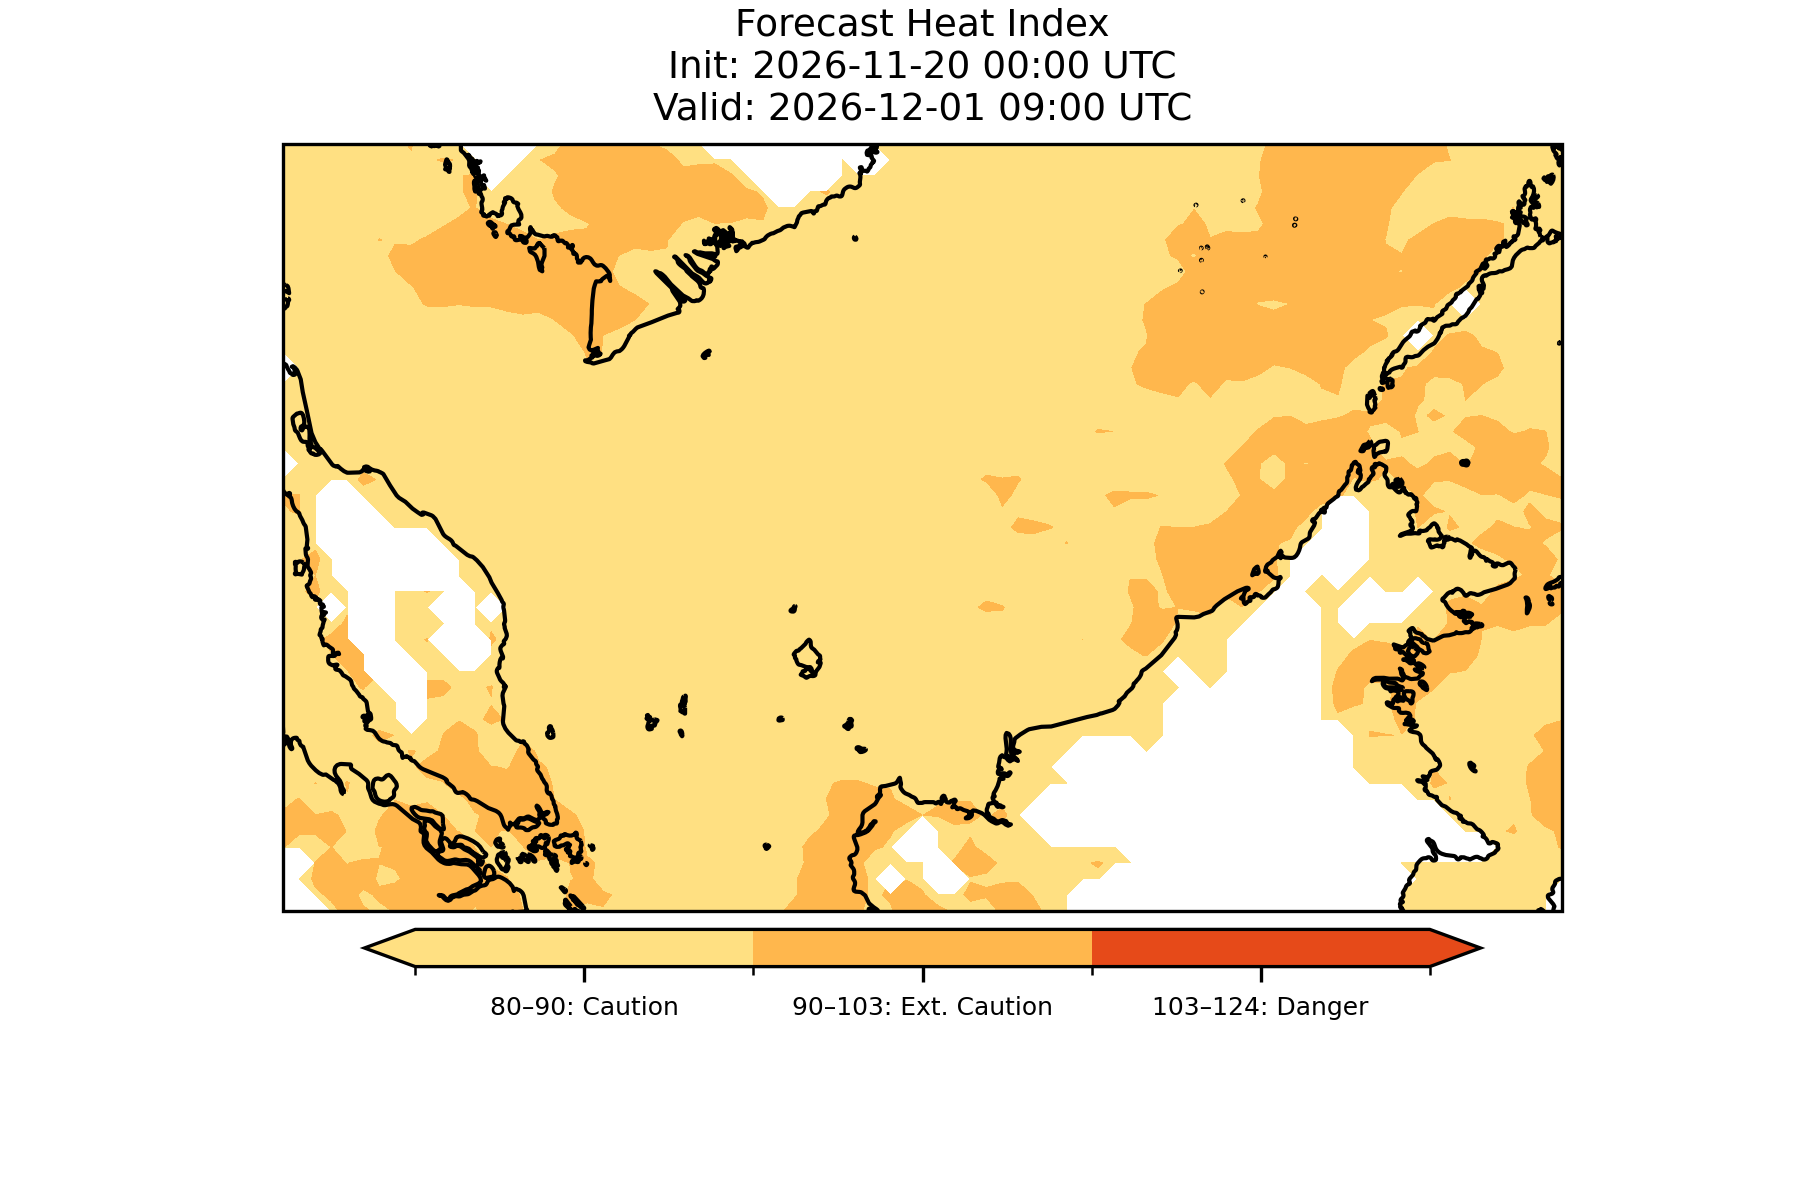 Forecast Heat Index
Init: 2026-11-20 00:00 UTC
Valid: 2026-12-01 09:00 UTC
80–90: Caution
90–103: Ext. Caution
103–124: Danger